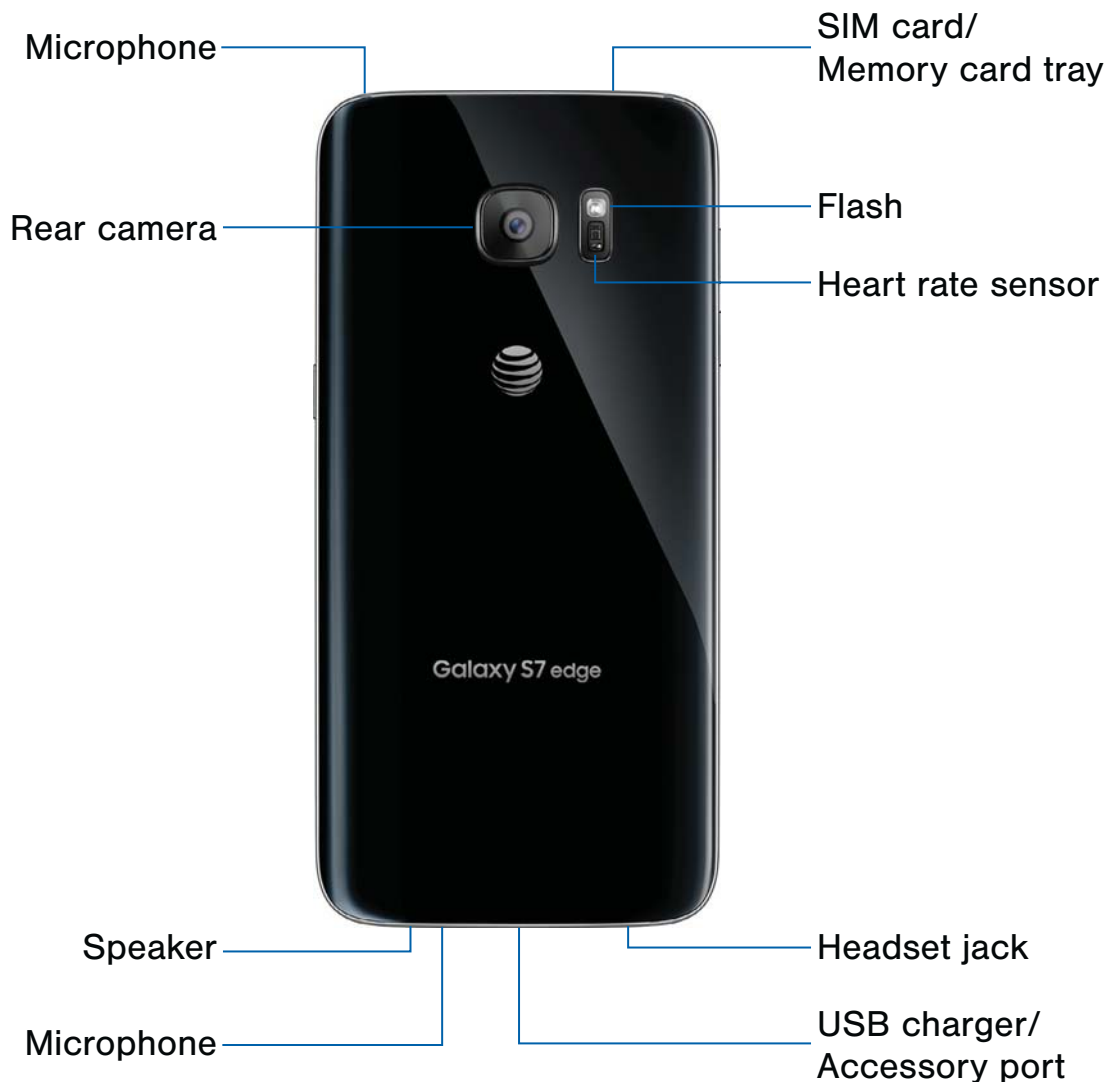 Microphone
SIM card/
Memory card tray
Rear camera
Flash
Heart rate sensor
Galaxy S7 edge
Speaker
Headset jack
Microphone
USB charger/
Accessory port